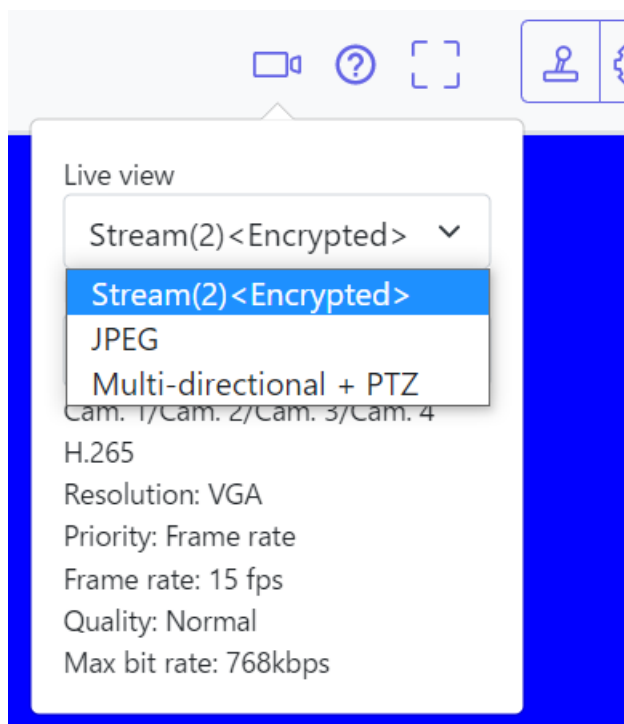 Live view
Stream(2)<Encrypted>
Stream(2)<Encrypted>
JPEG
Multi-directional + PTZ
Cam. 1/Cam. 2/Cam. 3/Cam. 4
H.265
Resolution: VGA
Priority: Frame rate
Frame rate: 15 fps
Quality: Normal
Max bit rate: 768kbps